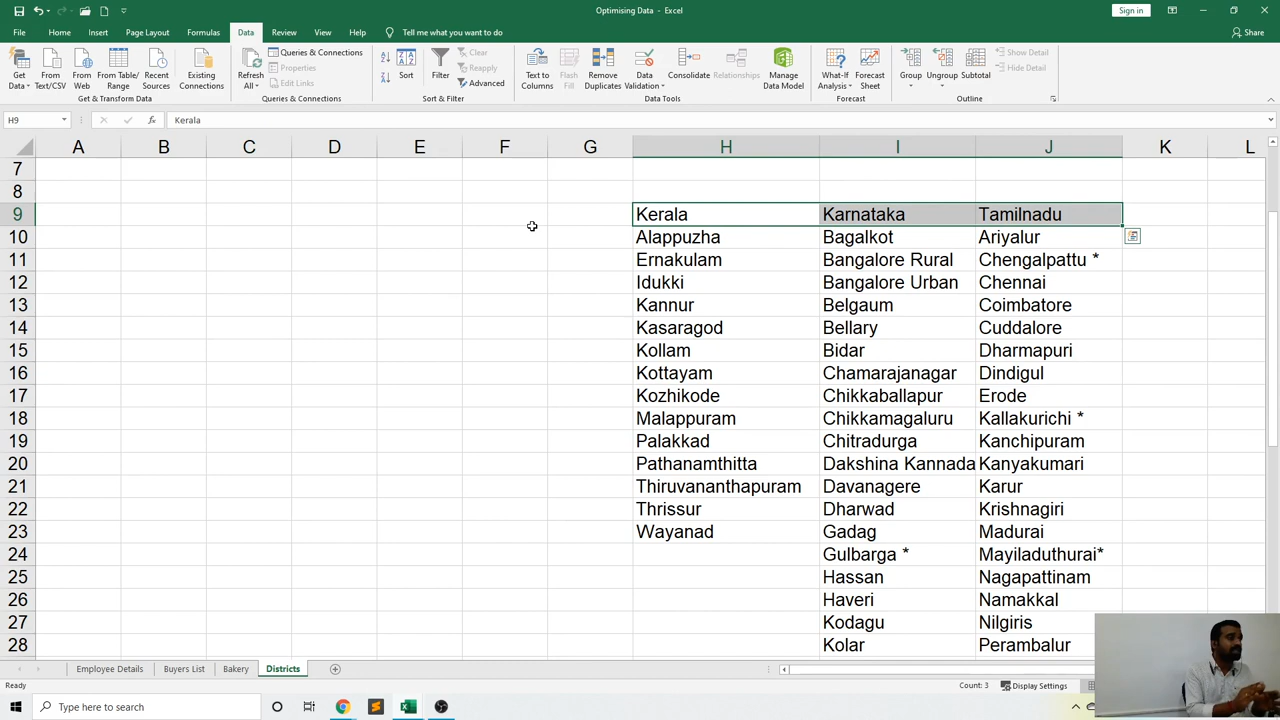 Optimising Data - Excel
Sign in
File Home Insert Page Layout Formulas Data Review View Help Tell me what you want to do Share
Get Data From Text/CSV From Web From Table/Range Recent Sources Existing Connections
Get & Transform Data
Refresh All Queries & Connections Properties Edit Links
Queries & Connections
Sort Filter Clear Reapply Advanced
Sort & Filter
Text to Columns Flash Fill Remove Duplicates Data Validation Consolidate Relationships Manage Data Model
Data Tools
What-If Analysis Forecast Sheet
Forecast
Group Ungroup Subtotal Show Detail Hide Detail
Outline
H9 fx Kerala
A B C D E F G H I J K L
7
8
9 Kerala Karnataka Tamilnadu
10 Alappuzha Bagalkot Ariyalur
11 Ernakulam Bangalore Rural Chengalpattu *
12 Idukki Bangalore Urban Chennai
13 Kannur Belgaum Coimbatore
14 Kasaragod Bellary Cuddalore
15 Kollam Bidar Dharmapuri
16 Kottayam Chamarajanagar Dindigul
17 Kozhikode Chikkaballapur Erode
18 Malappuram Chikkamagaluru Kallakurichi *
19 Palakkad Chitradurga Kanchipuram
20 Pathanamthitta Dakshina Kannada Kanyakumari
21 Thiruvananthapuram Davanagere Karur
22 Thrissur Dharwad Krishnagiri
23 Wayanad Gadag Madurai
24 Gulbarga * Mayiladuthurai*
25 Hassan Nagapattinam
26 Haveri Namakkal
27 Kodagu Nilgiris
28 Kolar Perambalur
Employee Details Buyers List Bakery Districts
Ready Count: 3 Display Settings
Type here to search